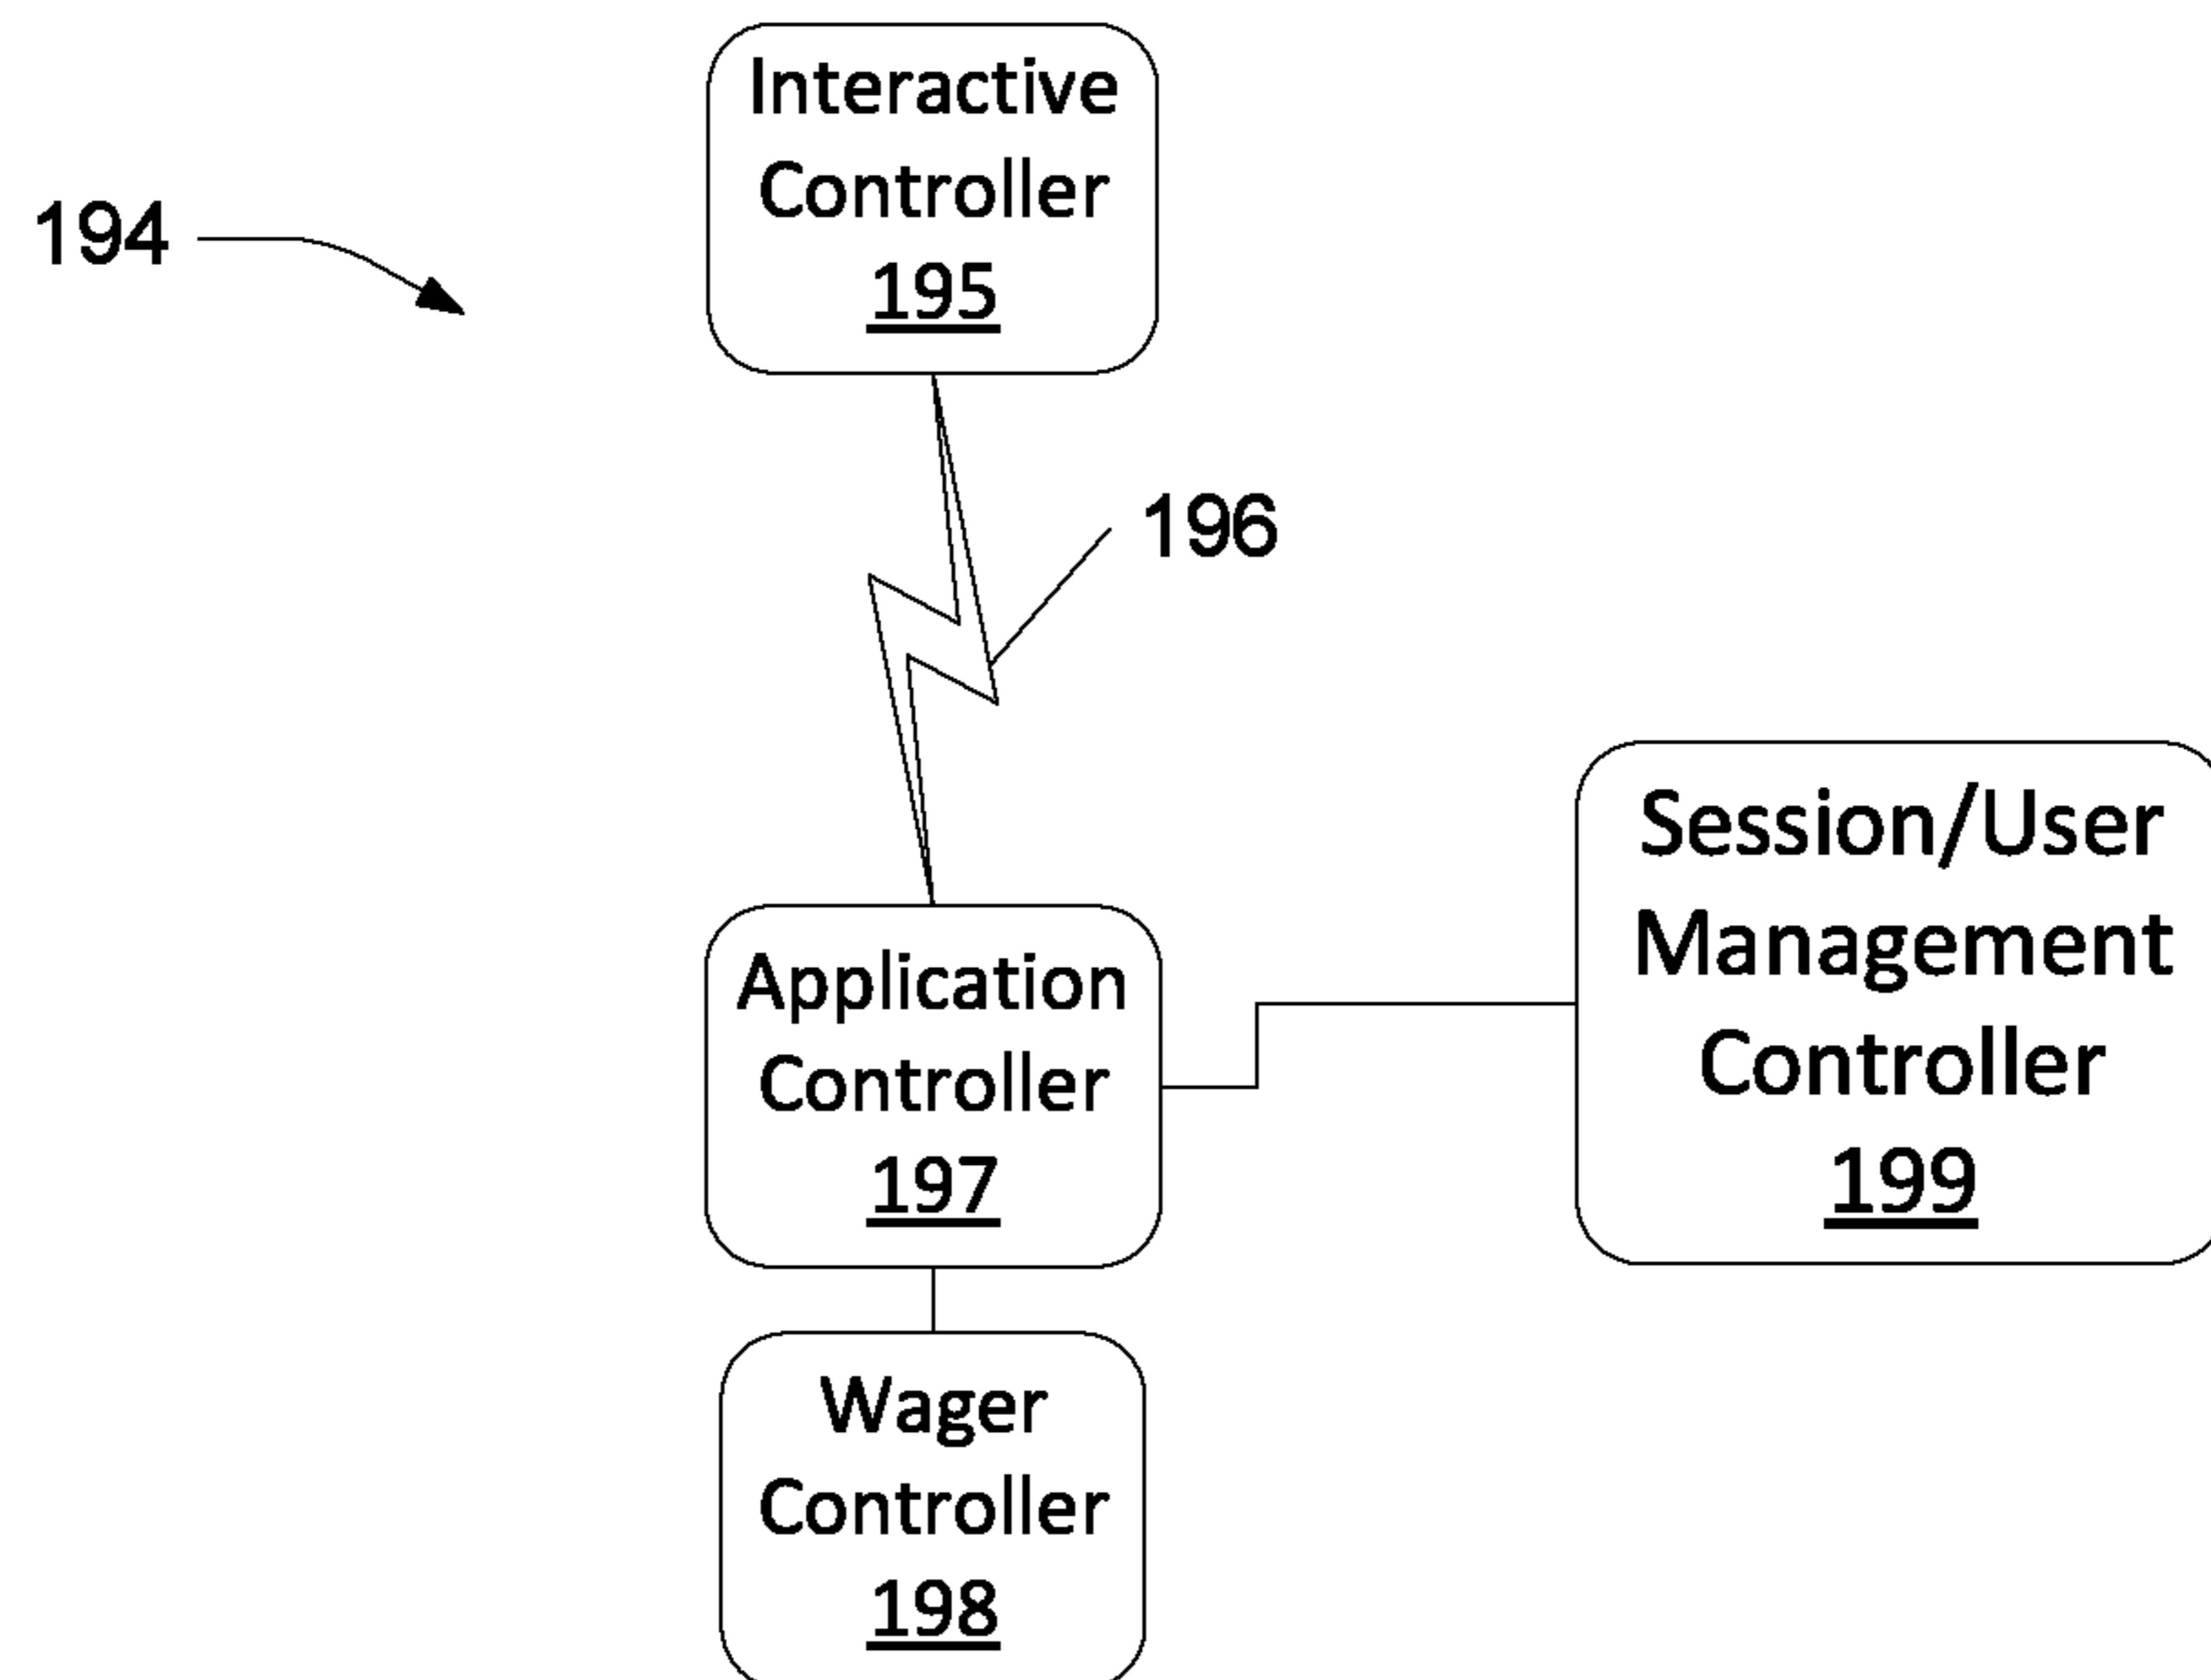 Interactive
Controller
195
194
196
Session/User
Management
Controller
199
Application
Controller
197
Wager
Controller
198